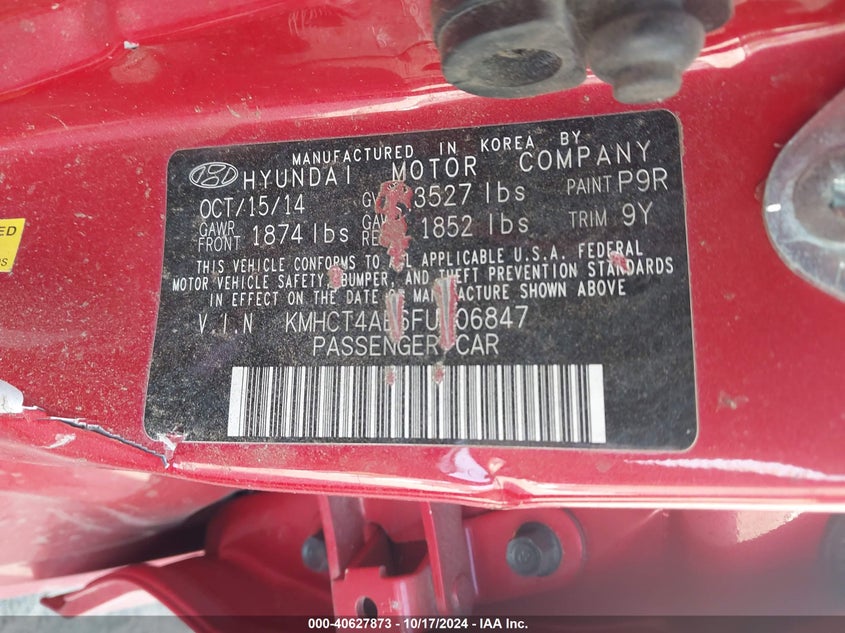 MANUFACTURED IN KOREA BY
HYUNDAI MOTOR COMPANY
OCT/15/14 3527 lbs PAINT P9R
GAWR FRONT 1874 lbs 1852 lbs TRIM 9Y
THIS VEHICLE CONFORMS TO ALL APPLICABLE U.S.A. FEDERAL
MOTOR VEHICLE SAFETY, BUMPER, AND THEFT PREVENTION STANDARDS
IN EFFECT ON THE DATE OF MANUFACTURE SHOWN ABOVE
V.I.N
PASSENGER CAR
000-40627873 - 10/17/2024 - IAA Inc.